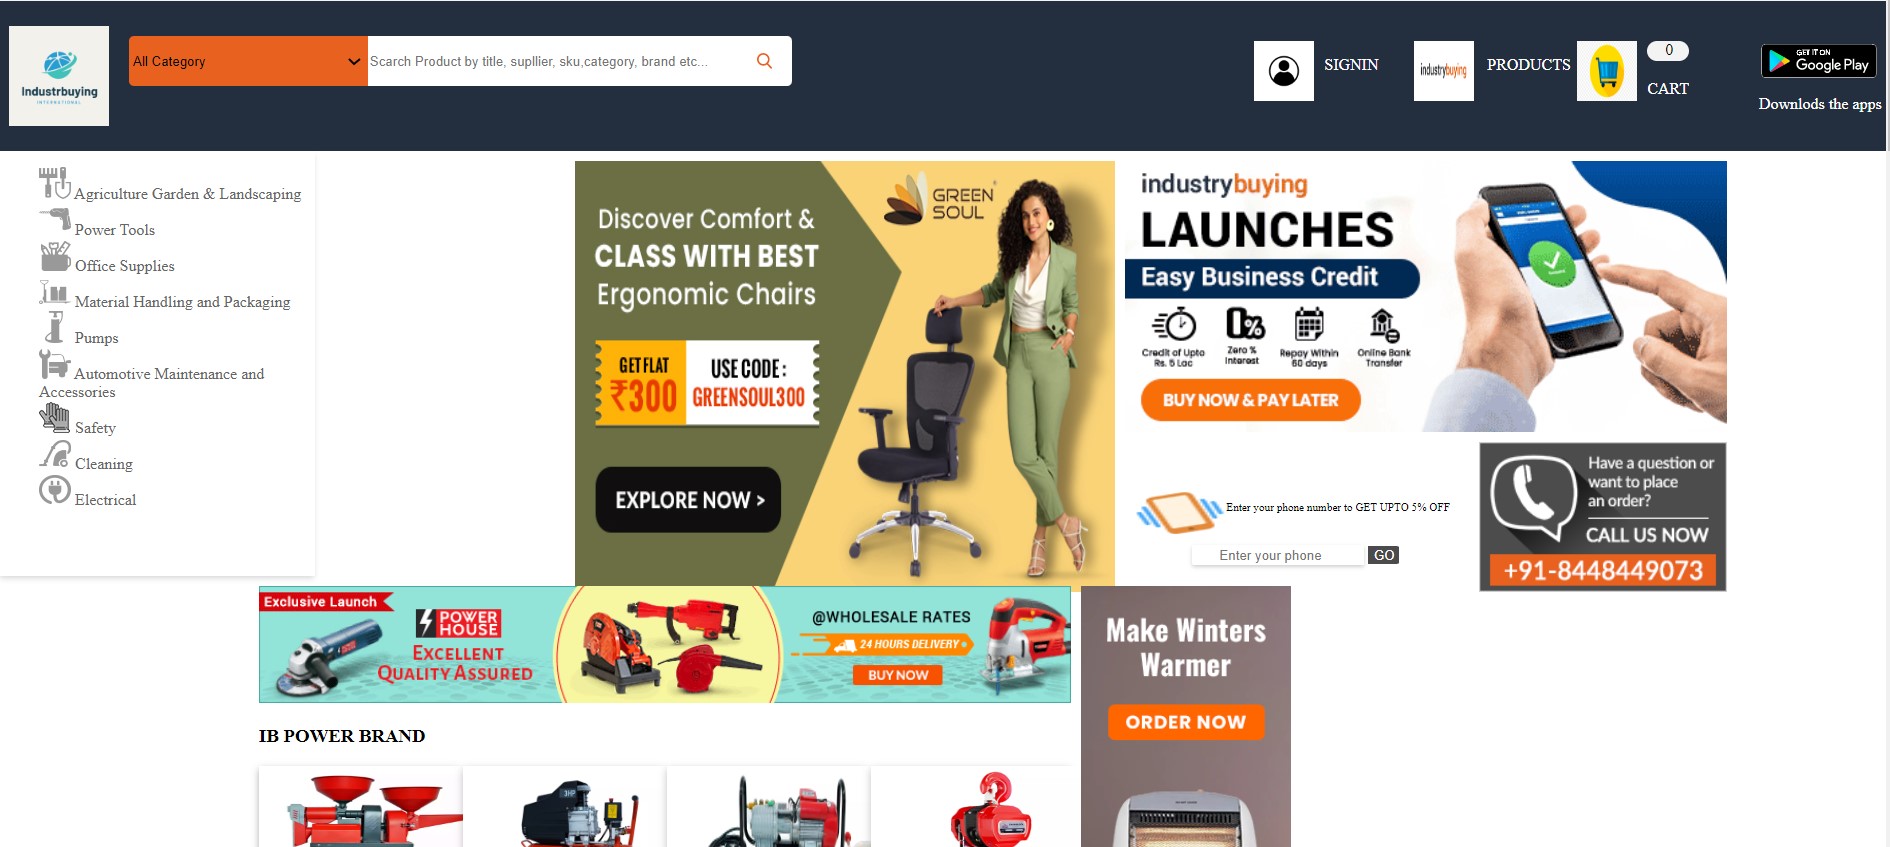 Industrbuying
INTERNATIONAL
All Category
Scarch Product by title, supllier, sku,category, brand etc...
SIGNIN
industrybuying
PRODUCTS
0
CART
GET IT ON
Google Play
Downlods the apps
Agriculture Garden & Landscaping
Power Tools
Office Supplies
Material Handling and Packaging
Pumps
Automotive Maintenance and
Accessories
Safety
Cleaning
Electrical
Discover Comfort &
CLASS WITH BEST
Ergonomic Chairs
GET FLAT
₹300
USE CODE :
GREENSOUL300
EXPLORE NOW >
GREEN
SOUL
industrybuying
LAUNCHES
Easy Business Credit
Credit of Upto
Rs. 5 Lac
Zero %
Interest
Repay Within
60 days
Online Bank
Transfer
BUY NOW & PAY LATER
Enter your phone number to GET UPTO 5% OFF
Enter your phone
GO
Have a question or
want to place
an order?
CALL US NOW
+91-8448449073
Exclusive Launch
POWER
HOUSE
EXCELLENT
QUALITY ASSURED
@WHOLESALE RATES
24 HOURS DELIVERY
BUY NOW
Make Winters
Warmer
ORDER NOW
IB POWER BRAND
3HP